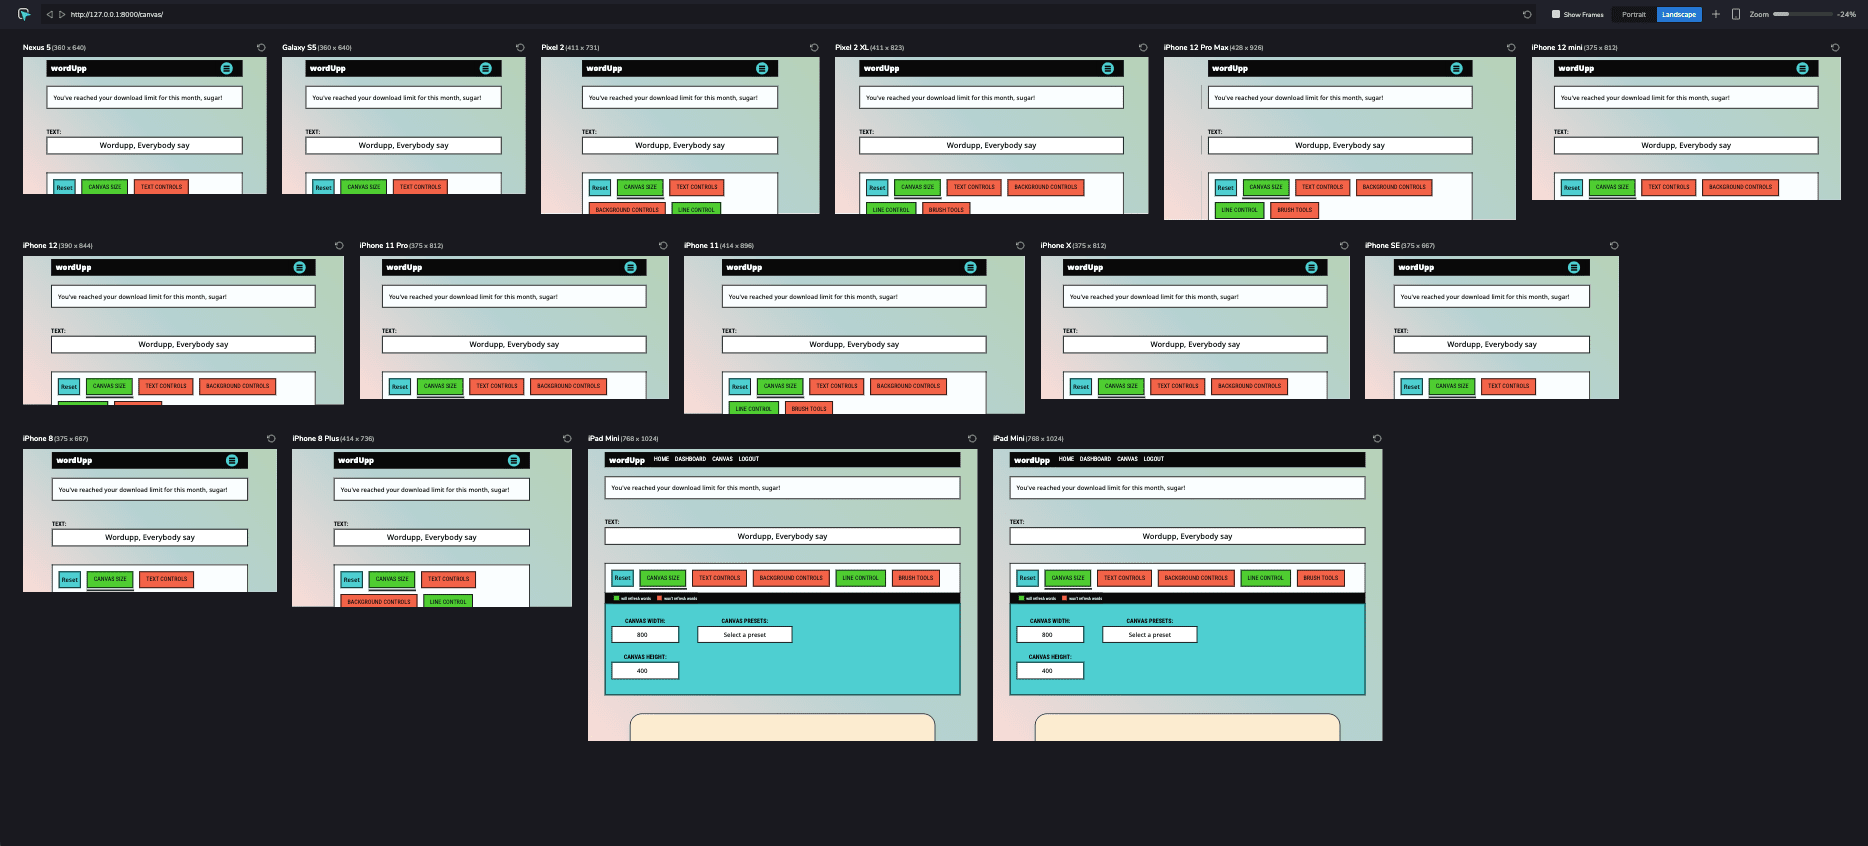 http://127.0.0.1:8000/canvas/
Show Frames Portrait Landscape Zoom -24%
Nexus 5 (360 x 640)
wordUpp
You've reached your download limit for this month, sugar!
TEXT:
Wordupp, Everybody say
Reset CANVAS SIZE TEXT CONTROLS
Galaxy S5 (360 x 640)
wordUpp
You've reached your download limit for this month, sugar!
TEXT:
Wordupp, Everybody say
Reset CANVAS SIZE TEXT CONTROLS
Pixel 2 (411 x 731)
wordUpp
You've reached your download limit for this month, sugar!
TEXT:
Wordupp, Everybody say
Reset CANVAS SIZE TEXT CONTROLS
BACKGROUND CONTROLS LINE CONTROL
Pixel 2 XL (411 x 823)
wordUpp
You've reached your download limit for this month, sugar!
TEXT:
Wordupp, Everybody say
Reset CANVAS SIZE TEXT CONTROLS BACKGROUND CONTROLS
LINE CONTROL BRUSH TOOLS
iPhone 12 Pro Max (428 x 926)
wordUpp
You've reached your download limit for this month, sugar!
TEXT:
Wordupp, Everybody say
Reset CANVAS SIZE TEXT CONTROLS BACKGROUND CONTROLS
LINE CONTROL BRUSH TOOLS
iPhone 12 mini (375 x 812)
wordUpp
You've reached your download limit for this month, sugar!
TEXT:
Wordupp, Everybody say
Reset CANVAS SIZE TEXT CONTROLS BACKGROUND CONTROLS
iPhone 12 (390 x 844)
wordUpp
You've reached your download limit for this month, sugar!
TEXT:
Wordupp, Everybody say
Reset CANVAS SIZE TEXT CONTROLS BACKGROUND CONTROLS
iPhone 11 Pro (375 x 812)
wordUpp
You've reached your download limit for this month, sugar!
TEXT:
Wordupp, Everybody say
Reset CANVAS SIZE TEXT CONTROLS BACKGROUND CONTROLS
iPhone 11 (414 x 896)
wordUpp
You've reached your download limit for this month, sugar!
TEXT:
Wordupp, Everybody say
Reset CANVAS SIZE TEXT CONTROLS BACKGROUND CONTROLS
LINE CONTROL BRUSH TOOLS
iPhone X (375 x 812)
wordUpp
You've reached your download limit for this month, sugar!
TEXT:
Wordupp, Everybody say
Reset CANVAS SIZE TEXT CONTROLS BACKGROUND CONTROLS
iPhone SE (375 x 667)
wordUpp
You've reached your download limit for this month, sugar!
TEXT:
Wordupp, Everybody say
Reset CANVAS SIZE TEXT CONTROLS
iPhone 8 (375 x 667)
wordUpp
You've reached your download limit for this month, sugar!
TEXT:
Wordupp, Everybody say
Reset CANVAS SIZE TEXT CONTROLS
iPhone 8 Plus (414 x 736)
wordUpp
You've reached your download limit for this month, sugar!
TEXT:
Wordupp, Everybody say
Reset CANVAS SIZE TEXT CONTROLS
BACKGROUND CONTROLS LINE CONTROL
iPad Mini (768 x 1024)
wordUpp HOME DASHBOARD CANVAS LOGOUT
You've reached your download limit for this month, sugar!
TEXT:
Wordupp, Everybody say
Reset CANVAS SIZE TEXT CONTROLS BACKGROUND CONTROLS LINE CONTROL BRUSH TOOLS
will refresh words won't refresh words
CANVAS WIDTH: CANVAS PRESETS:
800 Select a preset
CANVAS HEIGHT:
400
iPad Mini (768 x 1024)
wordUpp HOME DASHBOARD CANVAS LOGOUT
You've reached your download limit for this month, sugar!
TEXT:
Wordupp, Everybody say
Reset CANVAS SIZE TEXT CONTROLS BACKGROUND CONTROLS LINE CONTROL BRUSH TOOLS
will refresh words won't refresh words
CANVAS WIDTH: CANVAS PRESETS:
800 Select a preset
CANVAS HEIGHT:
400